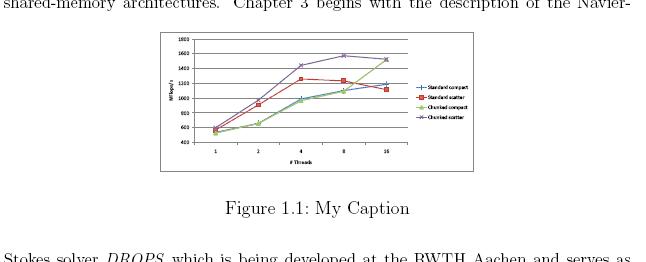 shared-memory architectures. Chapter 3 begins with the description of the Navier-
1800
1600
1400
1200
1000
800
600
400
MFlops/s
1 2 4 8 16
# Threads
Standard compact
Standard scatter
Chunked compact
Chunked scatter
Figure 1.1: My Caption
Stokes solver DROPS which is being developed at the RWTH Aachen and serves as